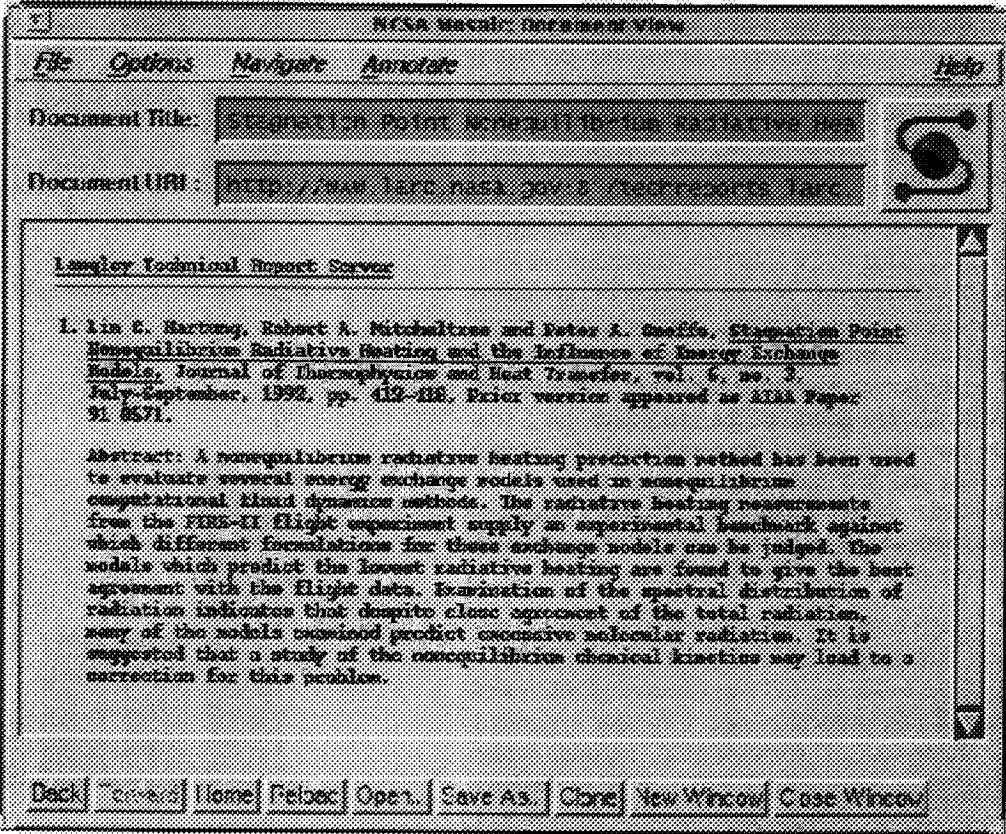 NCSA Mosaic: Document View
File Options Navigate Annotate Help
Document Title: Stagnation Point Nonequilibrium Radiative Hea
Document URL: http://www.larc.nasa.gov techreports larc
Langley Technical Report Server
1. Lin C. Hartung, Robert A. Mitcheltree and Peter A. Gnoffo, Stagnation Point
Nonequilibrium Radiative Heating and the Influence of Energy Exchange
Models, Journal of Thermophysics and Heat Transfer, vol. 6, no. 3
July-September, 1992, pp. Prior version appeared as AIAA Paper
91 0571.
Abstract: A nonequilibrium radiative heating prediction method has been used
to evaluate several energy exchange models used in nonequilibrium
computational fluid dynamics methods. The radiative heating measurements
from the FIRE-II flight experiment supply an experimental benchmark against
which different formulations for these exchange models can be judged. The
models which predict the lowest radiative heating are found to give the best
agreement with the flight data. Examination of the spectral distribution of
radiation indicates that despite close agreement of the total radiation,
many of the models examined predict excessive molecular radiation. It is
suggested that a study of the nonequilibrium chemical kinetics may lead to a
correction for this problem.
Back Forward Home Reload Open.. Save As.. Clone New Window Close Window